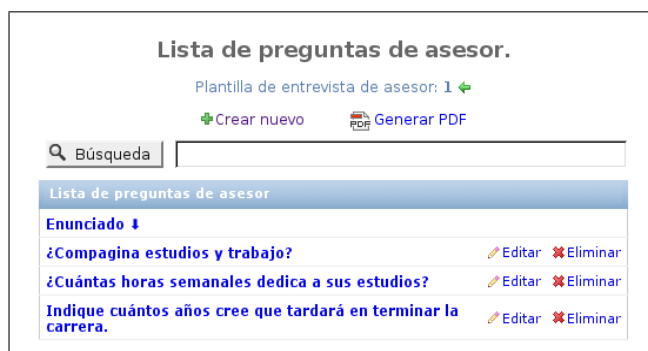 Lista de preguntas de asesor.
Plantilla de entrevista de asesor: 1
Crear nuevo PDF Generar PDF
Búsqueda
Lista de preguntas de asesor
Enunciado
¿Compagina estudios y trabajo? Editar Eliminar
¿Cuántas horas semanales dedica a sus estudios? Editar Eliminar
Indique cuántos años cree que tardará en terminar la
carrera. Editar Eliminar